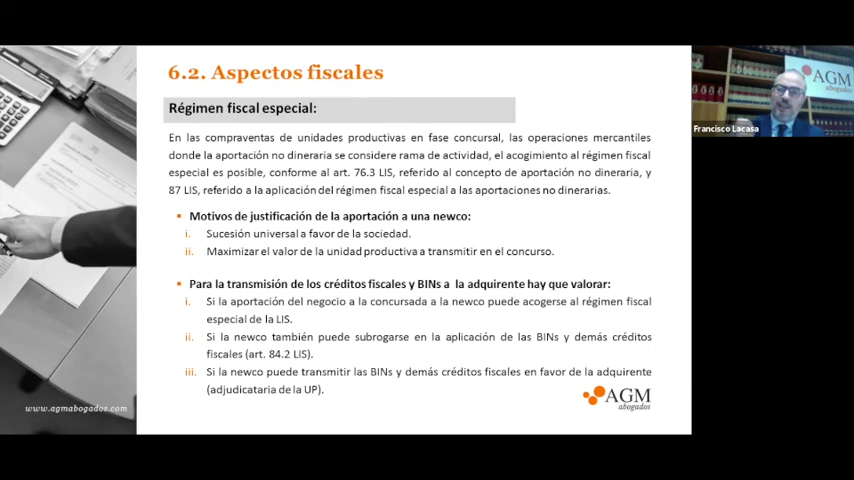 6.2. Aspectos fiscales
Régimen fiscal especial:
En las compraventas de unidades productivas en fase concursal, las operaciones mercantiles
donde la aportación no dineraria se considere rama de actividad, el acogimiento al régimen fiscal
especial es posible, conforme al art. 76.3 LIS, referido al concepto de aportación no dineraria, y
87 LIS, referido a la aplicación del régimen fiscal especial a las aportaciones no dinerarias.
▪ Motivos de justificación de la aportación a una newco:
i. Sucesión universal a favor de la sociedad.
ii. Maximizar el valor de la unidad productiva a transmitir en el concurso.
▪ Para la transmisión de los créditos fiscales y BINs a la adquirente hay que valorar:
i. Si la aportación del negocio a la concursada a la newco puede acogerse al régimen fiscal
especial de la LIS.
ii. Si la newco también puede subrogarse en la aplicación de las BINs y demás créditos
fiscales (art. 84.2 LIS).
iii. Si la newco puede transmitir las BINs y demás créditos fiscales en favor de la adquirente
(adjudicataria de la UP).
AGM
abogados
www.agmabogados.com
AGM
abogados
Francisco Lacasa